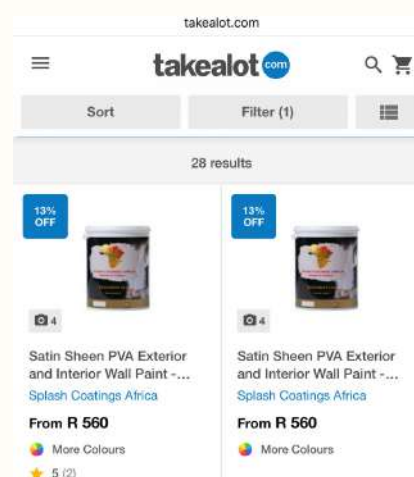 takealot.com
takealot com
Sort
Filter (1)
28 results
13%
OFF
4
Satin Sheen PVA Exterior
and Interior Wall Paint -...
Splash Coatings Africa
From R 560
More Colours
5 (2)
13%
OFF
4
Satin Sheen PVA Exterior
and Interior Wall Paint -...
Splash Coatings Africa
From R 560
More Colours